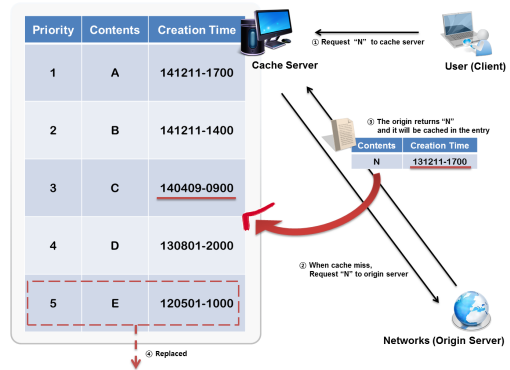 Priority Contents Creation Time
1 A 141211-1700
2 B 141211-1400
3 C 140409-0900
4 D 130801-2000
5 E 120501-1000
④ Replaced
Cache Server
① Request "N" to cache server
User (Client)
③ The origin returns "N"
and it will be cached in the entry
Contents Creation Time
N 131211-1700
② When cache miss,
Request "N" to origin server
Networks (Origin Server)